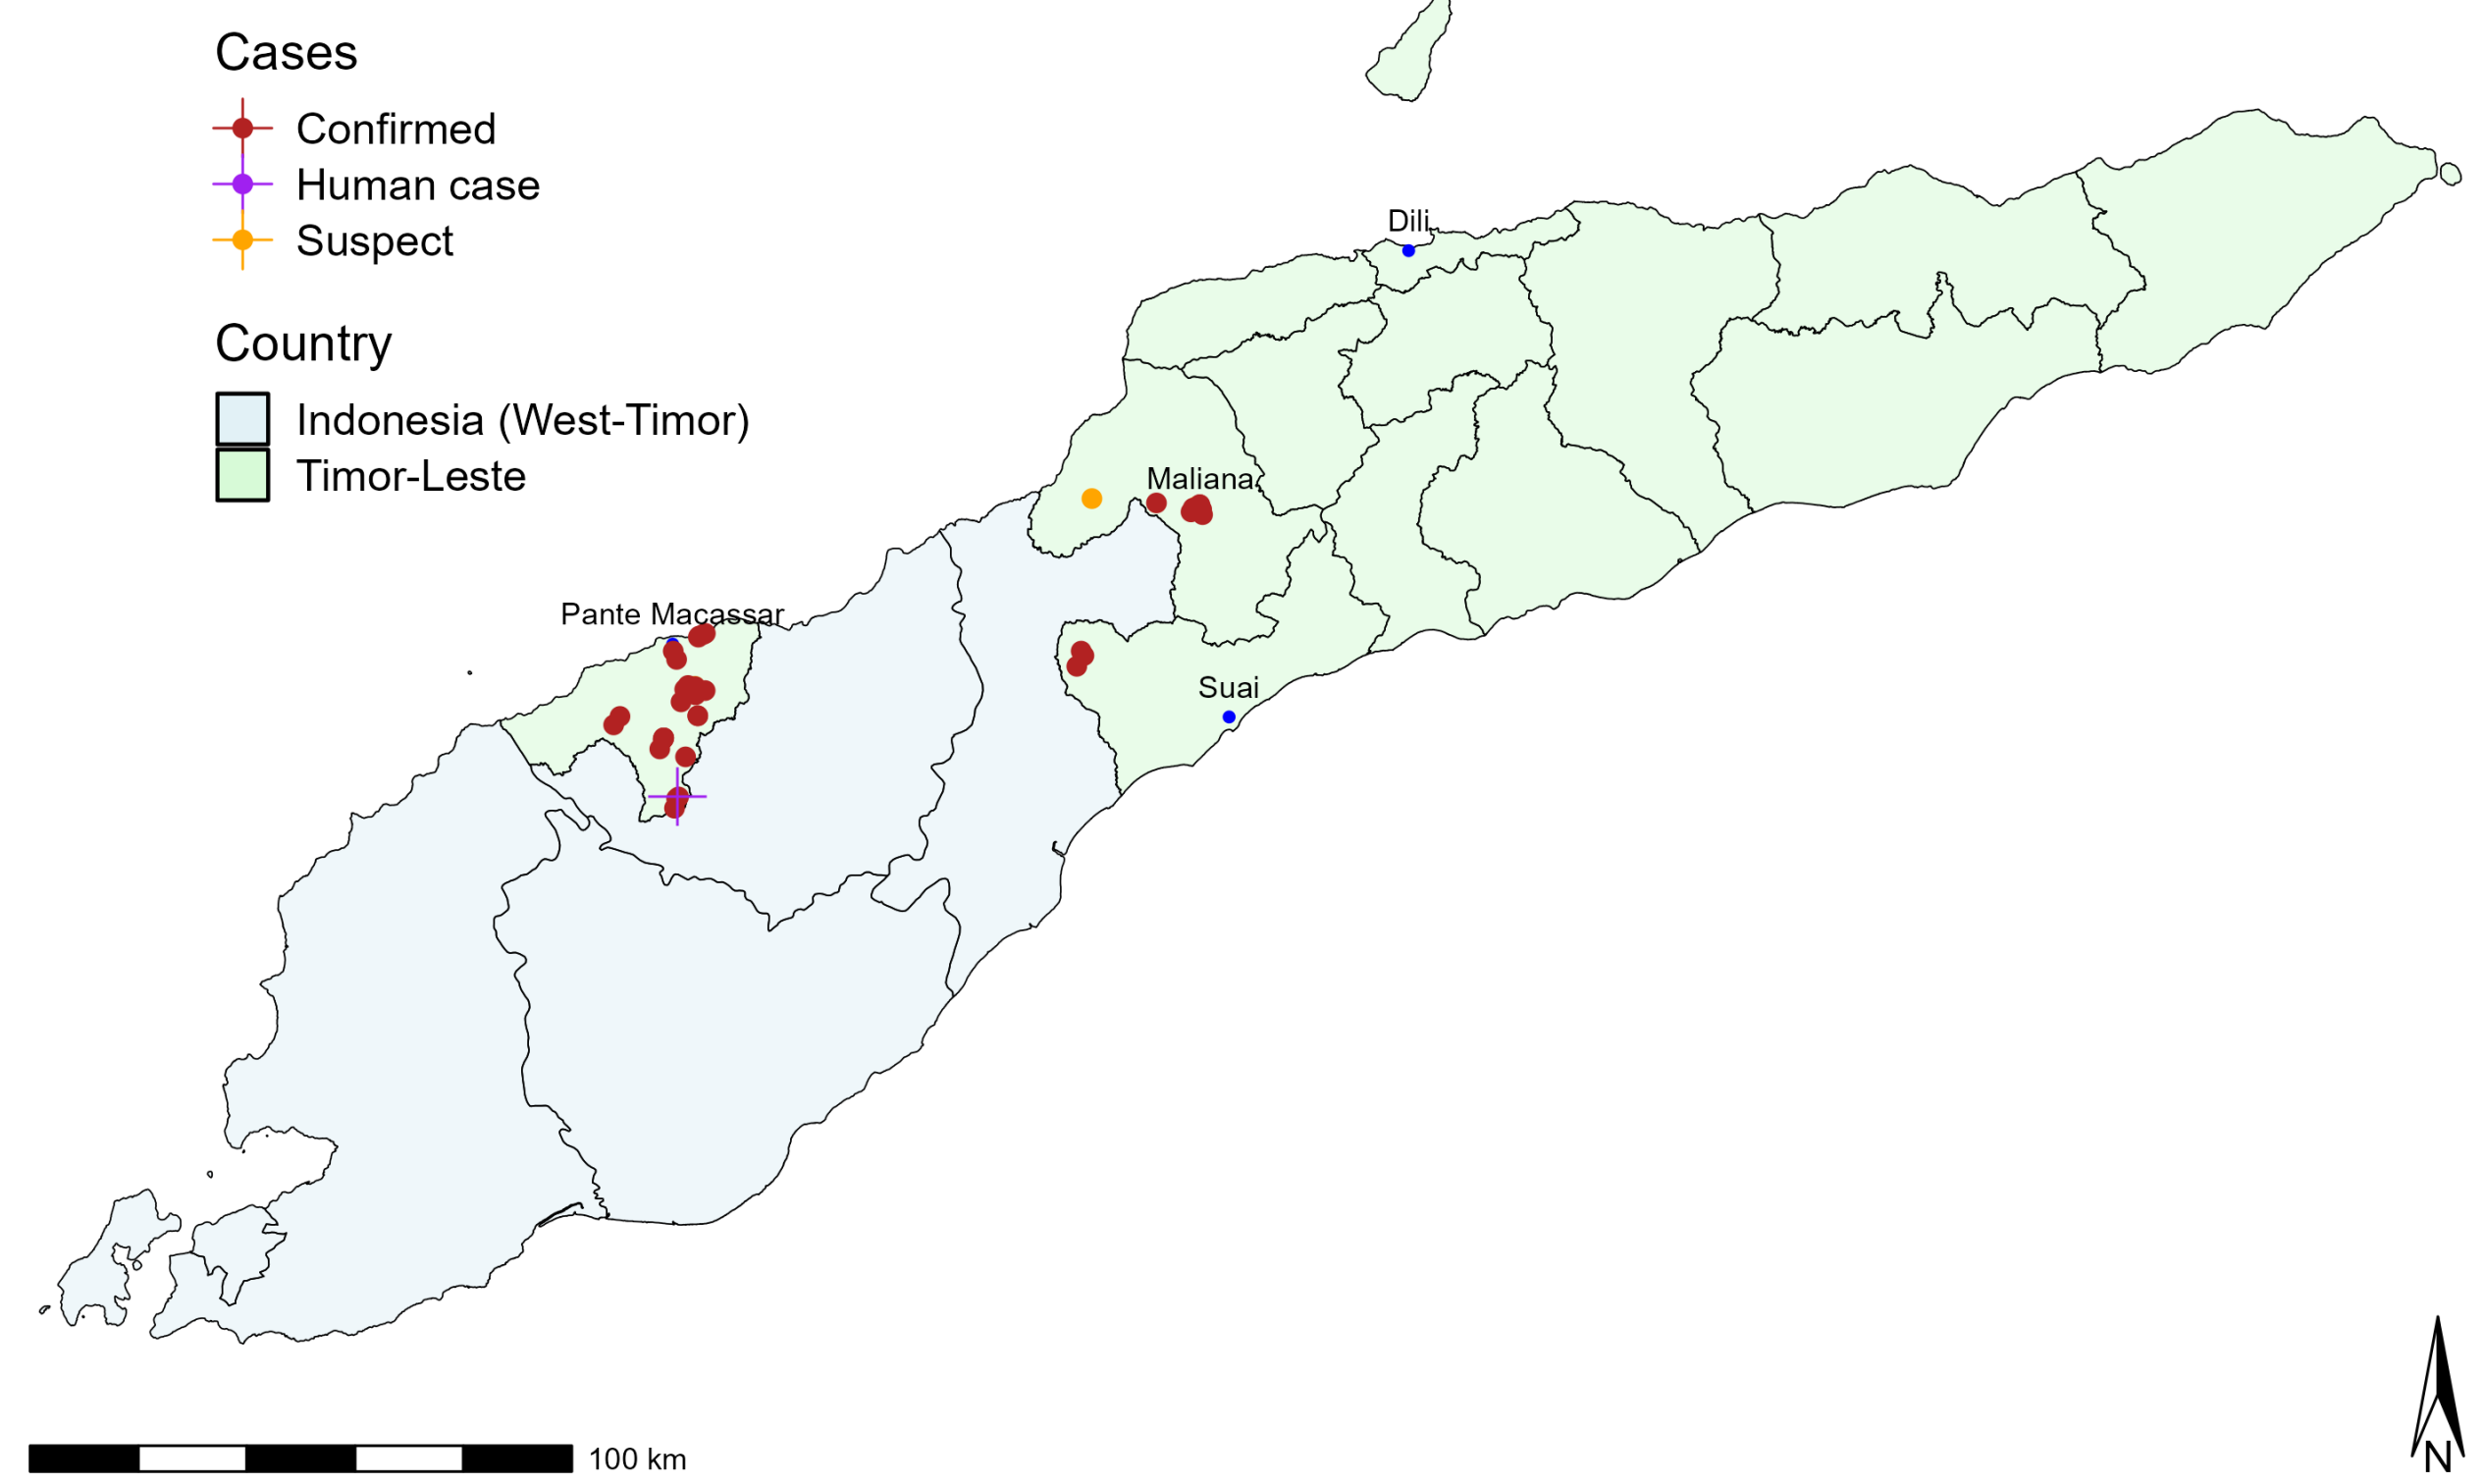 Cases
Confirmed
Human case
Suspect
Country
Indonesia (West-Timor)
Timor-Leste
Dili
Maliana
Pante Macassar
Suai
100 km
N